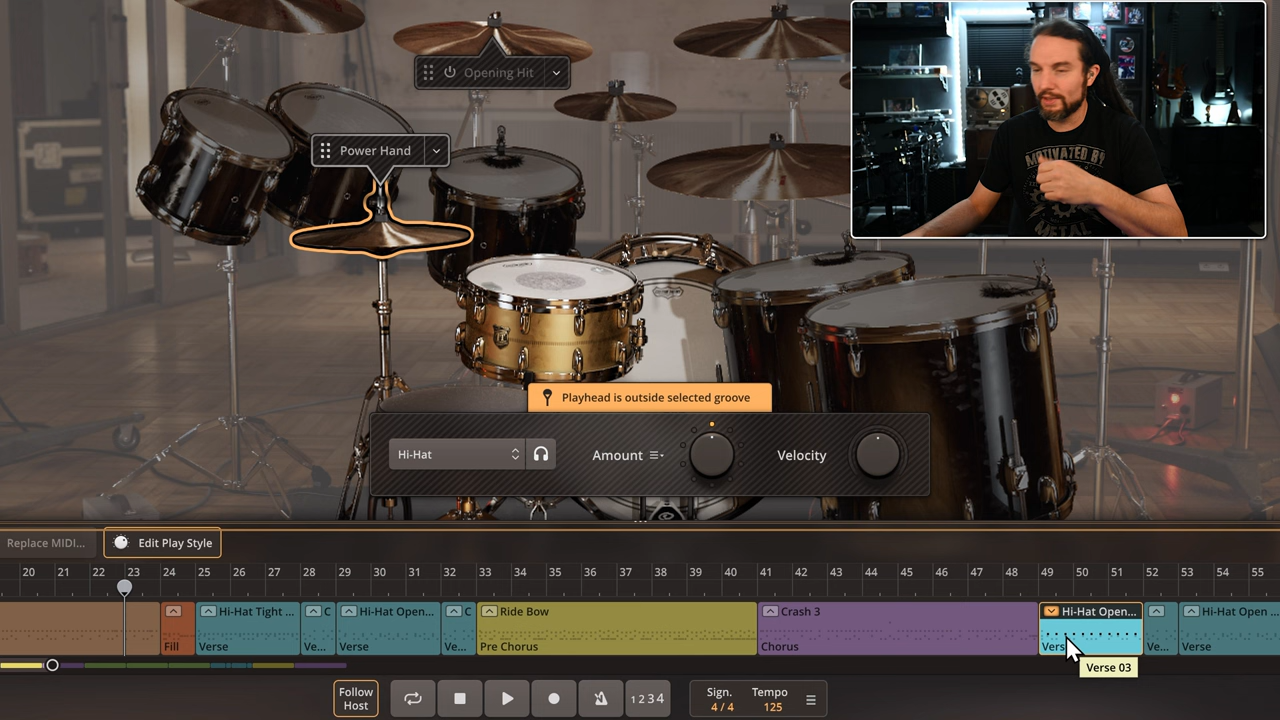 Opening Hit
Power Hand
MOTIVAZED BY
METAL
Playhead is outside selected groove
Hi-Hat
Amount
Velocity
Replace MIDI...
Edit Play Style
20 21 22 23 24 25 26 27 28 29 30 31 32 33 34 35 36 37 38 39 40 41 42 43 44 45 46 47 48 49 50 51 52 53 54 55
Hi-Hat Tight ... C Hi-Hat Open... C Ride Bow Crash 3 Hi-Hat Open... Hi-Hat Open ...
Fill Verse Ve... Verse Ve... Pre Chorus Chorus Vers Ve... Verse
Verse 03
Follow
Host
1 2 3 4
Sign. Tempo
4 / 4 125